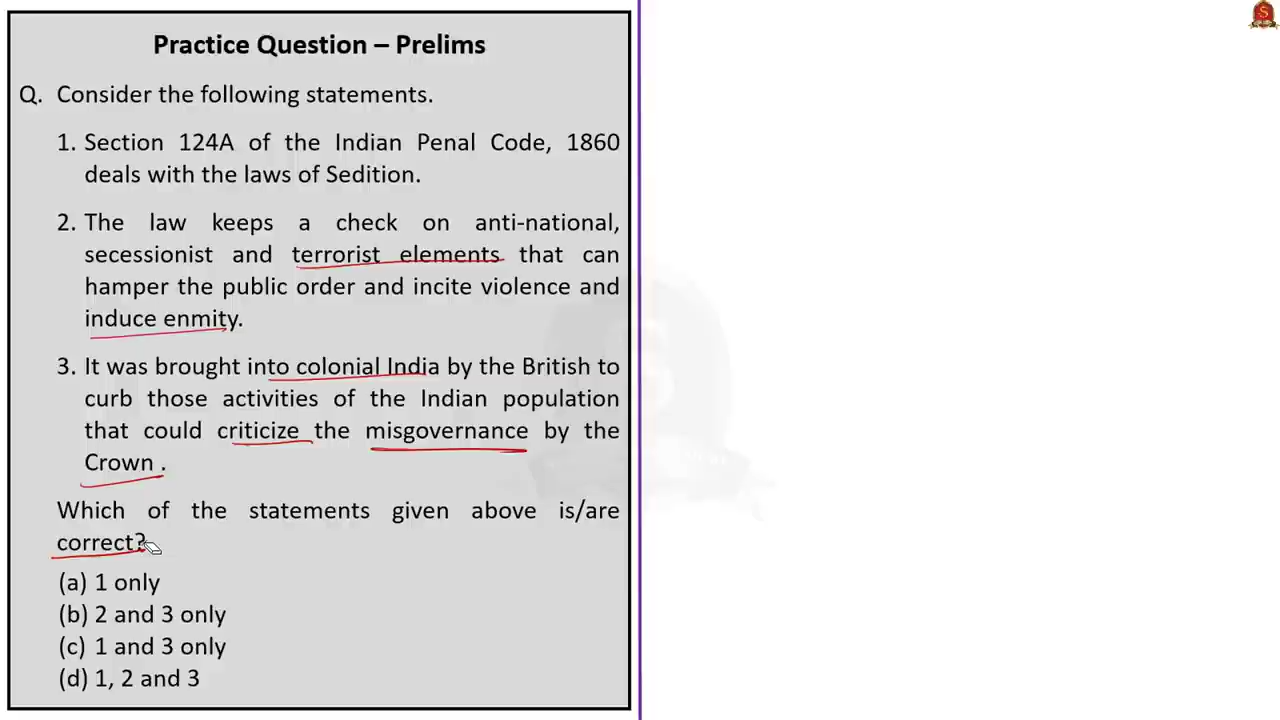 Practice Question – Prelims
Q. Consider the following statements.
1. Section 124A of the Indian Penal Code, 1860
deals with the laws of Sedition.
2. The law keeps a check on anti-national,
secessionist and terrorist elements that can
hamper the public order and incite violence and
induce enmity.
3. It was brought into colonial India by the British to
curb those activities of the Indian population
that could criticize the misgovernance by the
Crown .
Which of the statements given above is/are
correct?
(a) 1 only
(b) 2 and 3 only
(c) 1 and 3 only
(d) 1, 2 and 3
S